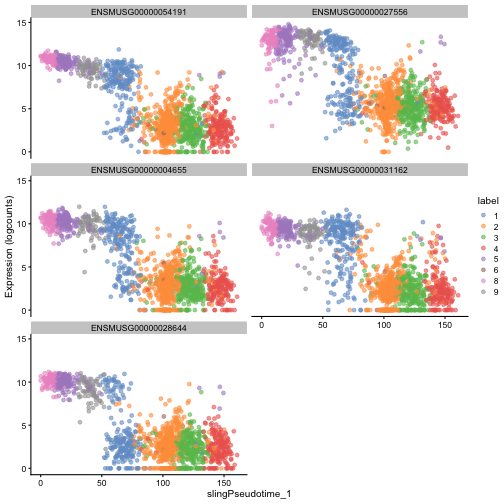 ENSMUSG00000054191 ENSMUSG00000027556
15
10
5
0
ENSMUSG00000004655 ENSMUSG00000031162
15
10
5
0
0 50 100 150
ENSMUSG00000028644
15
10
5
0
0 50 100 150
Expression (logcounts)
slingPseudotime_1
label
1
2
3
4
5
6
8
9